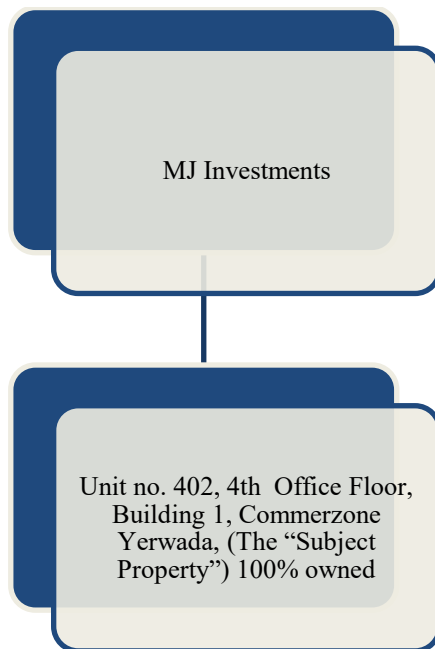 MJ Investments
Unit no. 402, 4th Office Floor,
Building 1, Commerzone
Yerwada, (The “Subject
Property”) 100% owned